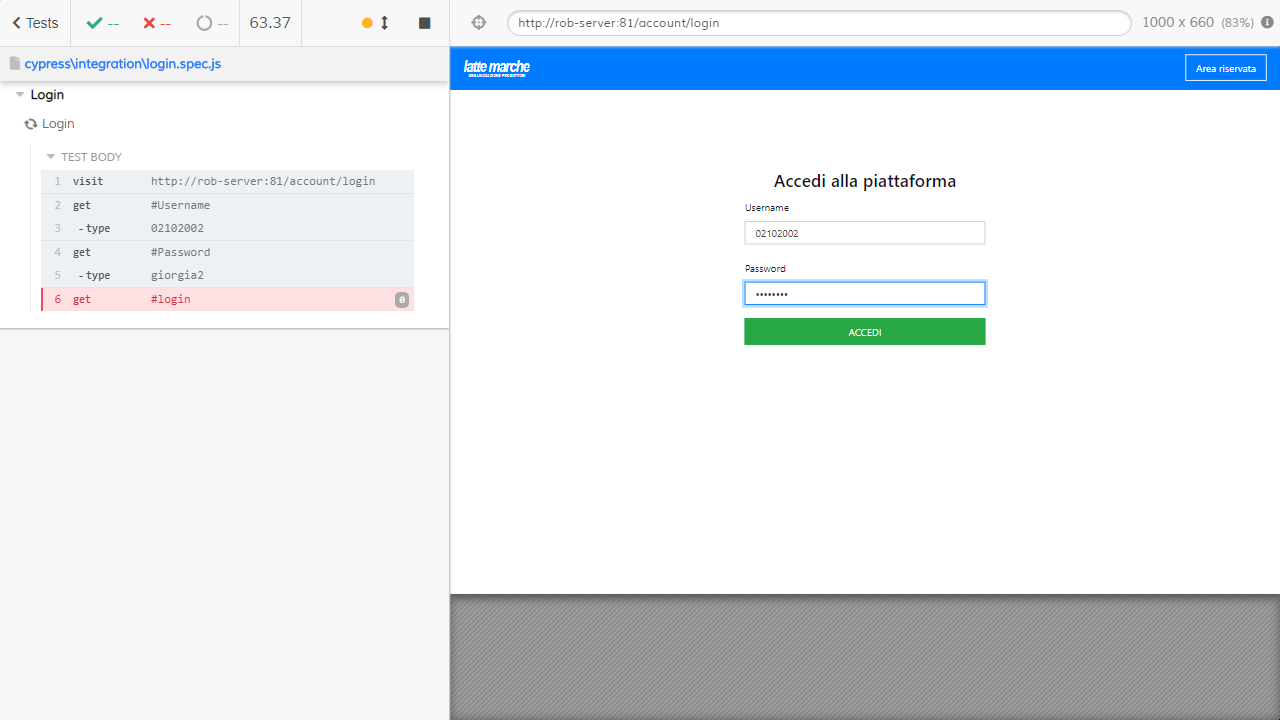 Tests
--
--
--
63.37
http://rob-server:81/account/login
1000 x 660 (83%)
cypress\integration\login.spec.js
latte marche
ORGANIZZAZIONE PRODUTTORI
Area riservata
Login
Login
TEST BODY
1 visit http://rob-server:81/account/login
2 get #Username
3 - type 02102002
4 get #Password
5 - type giorgia2
6 get #login 0
Accedi alla piattaforma
Username
02102002
Password
••••••••
ACCEDI